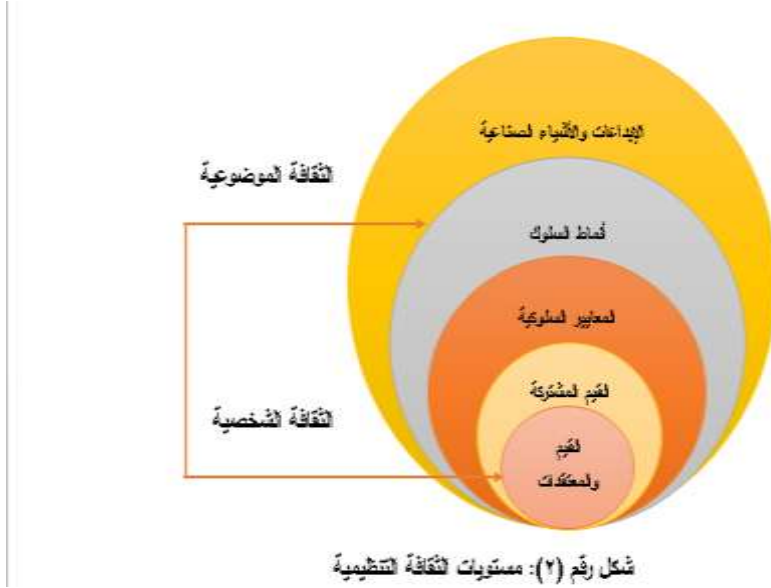 الإبداعات والأشياء الصناعية
الثقافة الموضوعية
أنماط السلوك
المعايير السلوكية
القيم المشتركة
الثقافة الشخصية
القيم
والمعتقدات
شكل رقم (٢): مستويات الثقافة التنظيمية